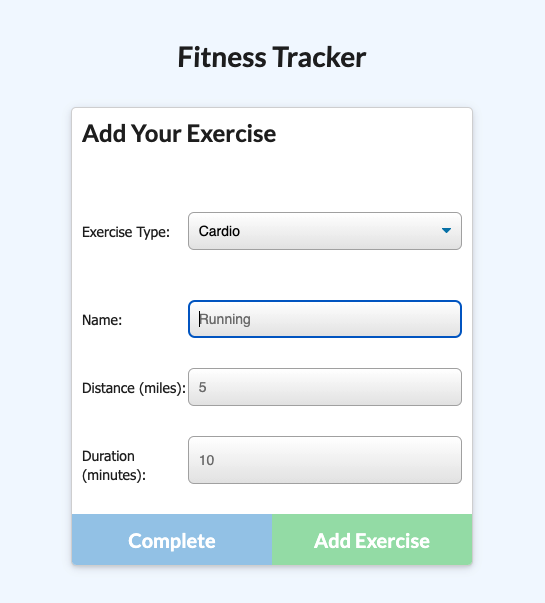 Fitness Tracker
Add Your Exercise
Exercise Type: Cardio
Name: Running
Distance (miles): 5
Duration
(minutes): 10
Complete Add Exercise